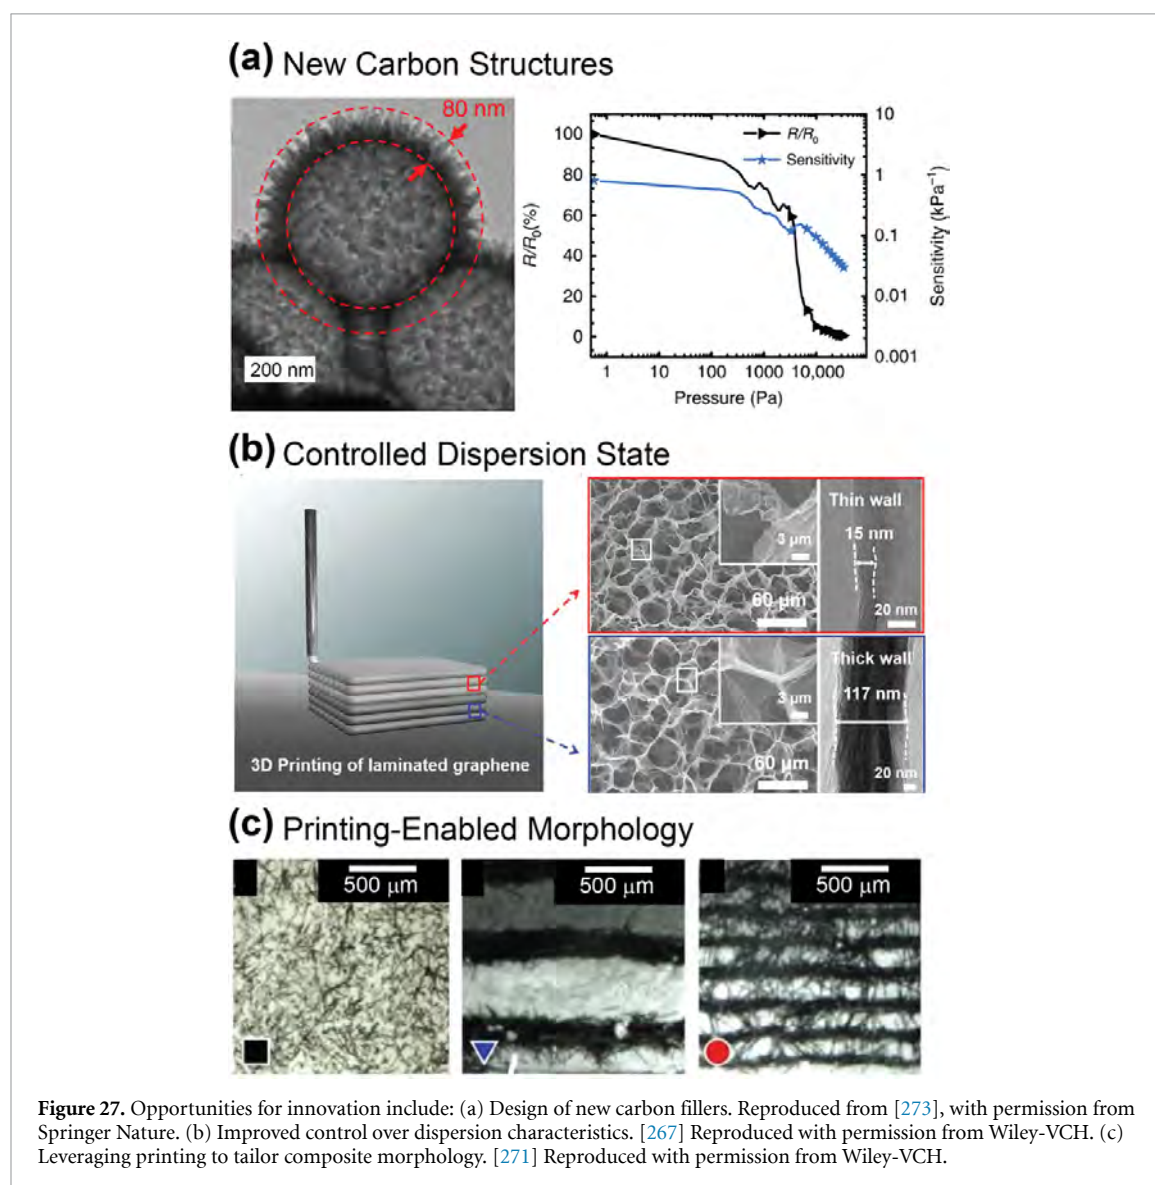 (a) New Carbon Structures
80 nm
200 nm
R/R0
Sensitivity
100
80
60
40
20
0
R/R0(%)
10
1
0.1
0.01
0.001
Sensitivity (kPa−1)
1 10 100 1000 10,000
Pressure (Pa)
(b) Controlled Dispersion State
3D Printing of laminated graphene
3 µm
60 µm
Thin wall
15 nm
20 nm
3 µm
60 µm
Thick wall
117 nm
20 nm
(c) Printing-Enabled Morphology
500 µm
500 µm
500 µm
Figure 27. Opportunities for innovation include: (a) Design of new carbon fillers. Reproduced from [273], with permission from
Springer Nature. (b) Improved control over dispersion characteristics. [267] Reproduced with permission from Wiley-VCH. (c)
Leveraging printing to tailor composite morphology. [271] Reproduced with permission from Wiley-VCH.